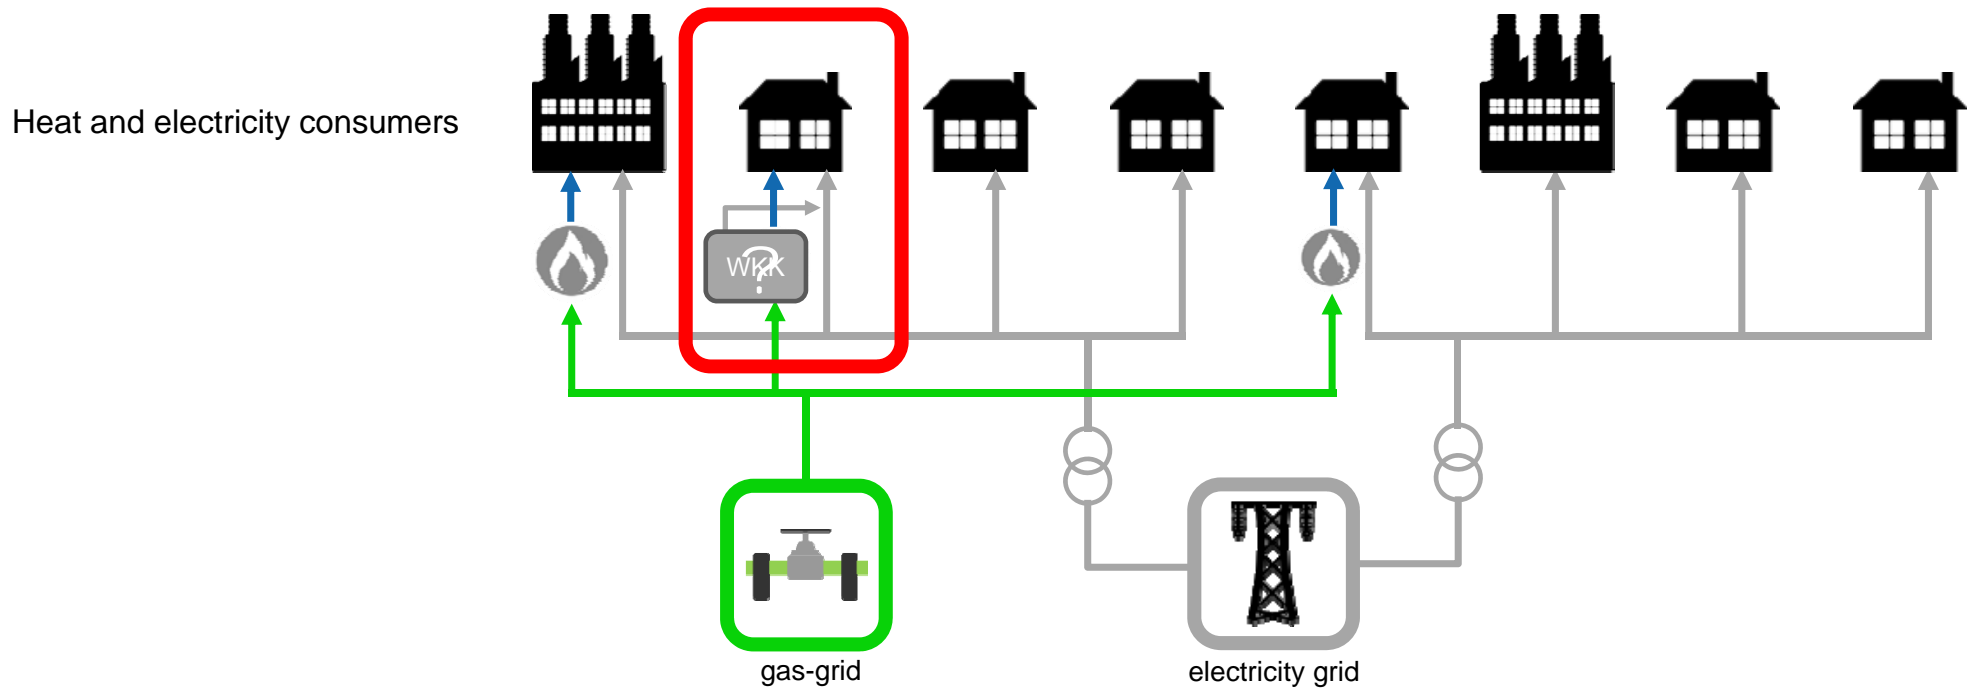 Heat and electricity consumers
WKK
?
gas-grid
electricity grid